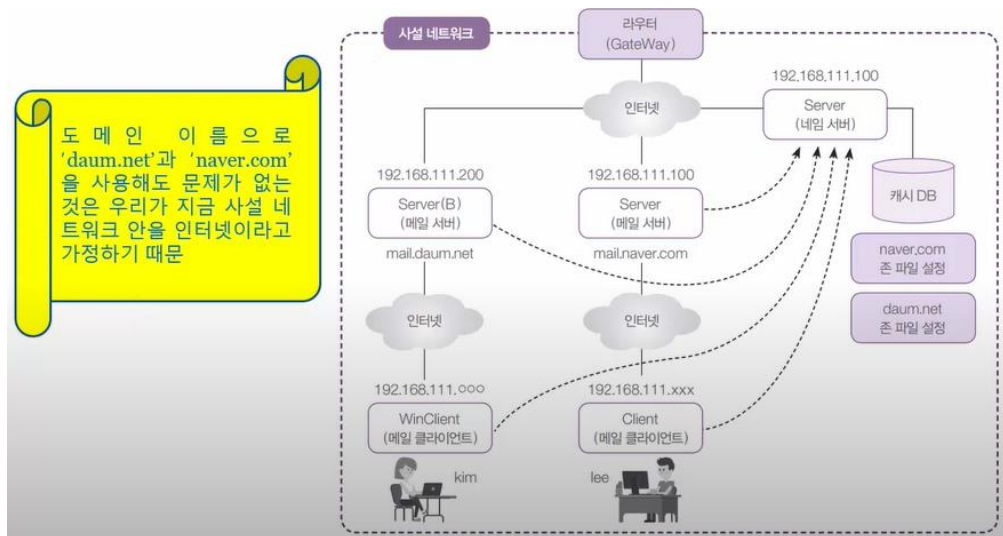 도메인 이름으로
'daum.net'과 'naver.com'
을 사용해도 문제가 없는
것은 우리가 지금 사설 네
트워크 안을 인터넷이라고
가정하기 때문
사설 네트워크
라우터
(GateWay)
인터넷
192.168.111.100
Server
(네임 서버)
192.168.111.200
Server(B)
(메일 서버)
mail.daum.net
192.168.111.100
Server
(메일 서버)
mail.naver.com
캐시 DB
naver.com
존 파일 설정
daum.net
존 파일 설정
인터넷
인터넷
192.168.111.○○○
WinClient
(메일 클라이언트)
kim
192.168.111.xxx
Client
(메일 클라이언트)
lee